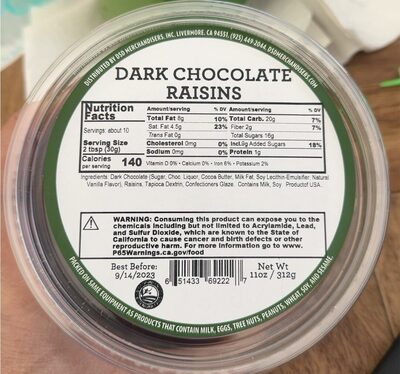 DISTRIBUTED BY DSD MERCHANDISERS, INC. LIVERMORE, CA 94551. (925) 449-2044 DSDMERCHANDISERS.COM
DARK CHOCOLATE
RAISINS
Nutrition
Facts
Servings: about 10
Serving Size
2 tbsp (30g)
Calories
per serving 140
Amount/serving % DV
Total Fat 8g 10%
Sat. Fat 4.5g 23%
Trans Fat 0g
Cholesterol 0mg 0%
Sodium 0mg 0%
Amount/serving % DV
Total Carb. 20g 7%
Fiber 2g 7%
Total Sugars 16g
Incl. 9g Added Sugars 18%
Protein 1g
Vitamin D 0% • Calcium 0% • Iron 6% • Potassium 2%
Ingredients: Dark Chocolate (Sugar, Choc. Liquor, Cocoa Butter, Milk Fat, Soy Lecithin-Emulsifier. Natural
Vanilla Flavor), Raisins, Tapioca Dextrin, Confectioners Glaze. Contains Milk, Soy. Product of USA.
WARNING: Consuming this product can expose you to the
chemicals including but not limited to Acrylamide, Lead,
and Sulfur Dioxide, which are known to the State of
California to cause cancer and birth defects or other
reproductive harm. For more information go to www.
P65Warnings.ca.gov/food
Best Before:
9/14/2023
6 51433 69222 7
Net Wt
11oz / 312g
PACKED ON SAME EQUIPMENT AS PRODUCTS THAT CONTAIN MILK, EGGS, TREE NUTS, PEANUTS, WHEAT, SOY, AND SESAME.